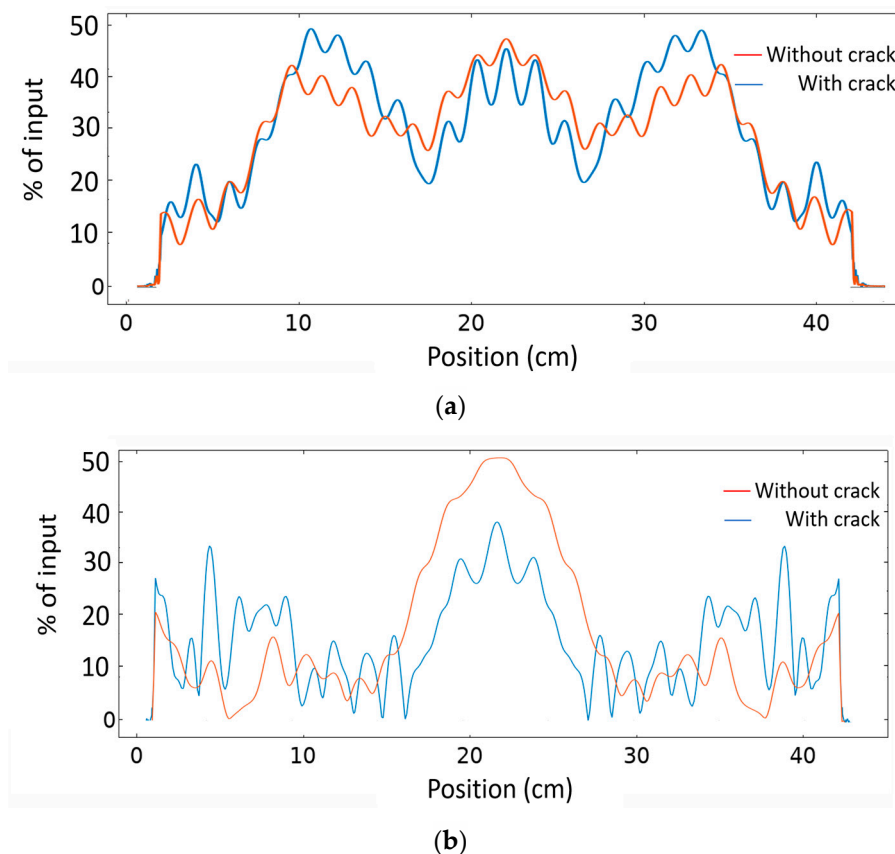 50
40
30
20
10
0
% of input
Without crack
With crack
0 10 20 30 40
Position (cm)
(a)
50
40
30
20
10
0
% of input
Without crack
With crack
0 10 20 30 40
Position (cm)
(b)